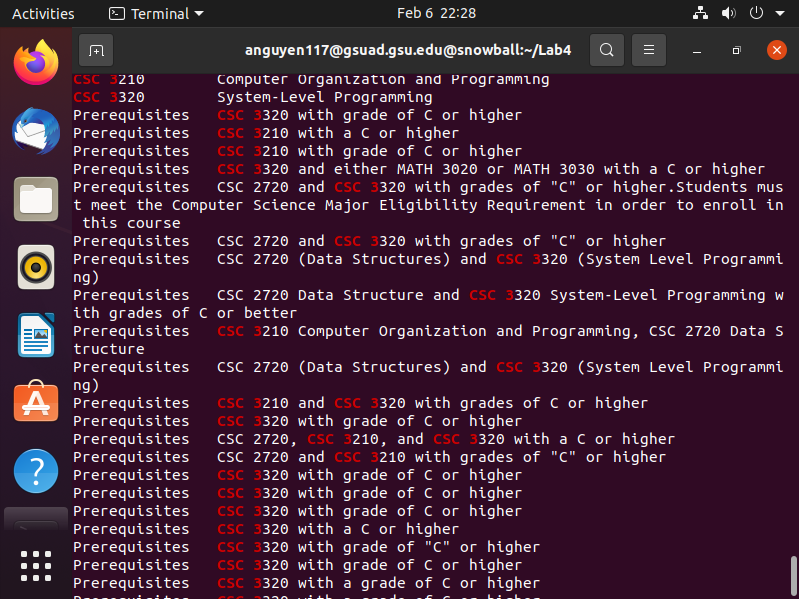 Activities Terminal Feb 6 22:28
anguyen117@gsuad.gsu.edu@snowball:~/Lab4
CSC 3210        Computer Organization and Programming
CSC 3320        System-Level Programming
Prerequisites   CSC 3320 with grade of C or higher
Prerequisites   CSC 3210 with a C or higher
Prerequisites   CSC 3210 with grade of C or higher
Prerequisites   CSC 3320 and either MATH 3020 or MATH 3030 with a C or higher
Prerequisites   CSC 2720 and CSC 3320 with grades of "C" or higher.Students mus
t meet the Computer Science Major Eligibility Requirement in order to enroll in
 this course
Prerequisites   CSC 2720 and CSC 3320 with grades of "C" or higher
Prerequisites   CSC 2720 (Data Structures) and CSC 3320 (System Level Programmi
ng)
Prerequisites   CSC 2720 Data Structure and CSC 3320 System-Level Programming w
ith grades of C or better
Prerequisites   CSC 3210 Computer Organization and Programming, CSC 2720 Data S
tructure
Prerequisites   CSC 2720 (Data Structures) and CSC 3320 (System Level Programmi
ng)
Prerequisites   CSC 3210 and CSC 3320 with grades of C or higher
Prerequisites   CSC 3320 with grade of C or higher
Prerequisites   CSC 2720, CSC 3210, and CSC 3320 with a C or higher
Prerequisites   CSC 2720 and CSC 3210 with grades of "C" or higher
Prerequisites   CSC 3320 with grade of C or higher
Prerequisites   CSC 3320 with grade of C or higher
Prerequisites   CSC 3320 with grade of C or higher
Prerequisites   CSC 3320 with a C or higher
Prerequisites   CSC 3320 with grade of "C" or higher
Prerequisites   CSC 3320 with grade of C or higher
Prerequisites   CSC 3320 with a grade of C or higher
Prerequisites   CSC 3320 with a grade of C or higher